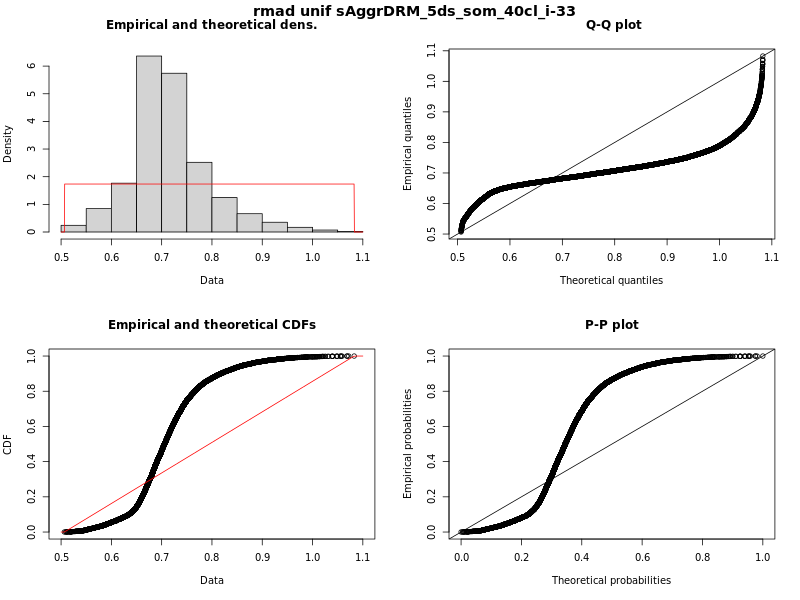 rmad unif sAggrDRM_5ds_som_40cl_i-33
Empirical and theoretical dens.
Density
0 1 2 3 4 5 6
0.5 0.6 0.7 0.8 0.9 1.0 1.1
Data
Q-Q plot
Empirical quantiles
0.5 0.6 0.7 0.8 0.9 1.0 1.1
0.5 0.6 0.7 0.8 0.9 1.0 1.1
Theoretical quantiles
Empirical and theoretical CDFs
CDF
0.0 0.2 0.4 0.6 0.8 1.0
0.5 0.6 0.7 0.8 0.9 1.0 1.1
Data
P-P plot
Empirical probabilities
0.0 0.2 0.4 0.6 0.8 1.0
0.0 0.2 0.4 0.6 0.8 1.0
Theoretical probabilities